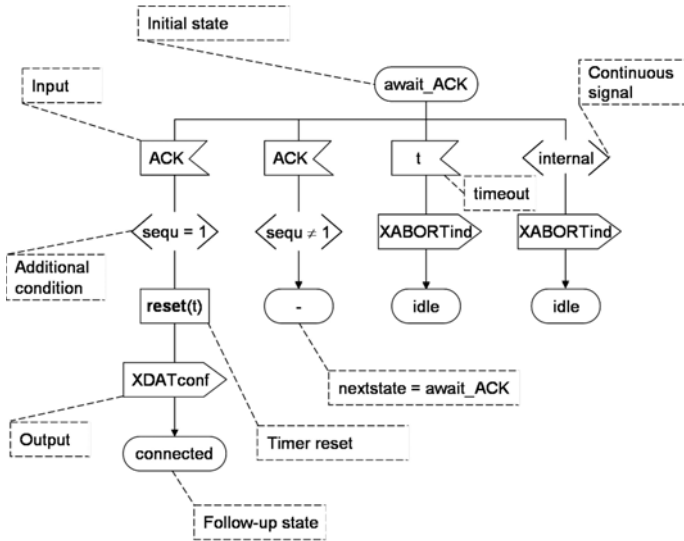 Initial state
await_ACK
Continuous
signal
Input
ACK
ACK
t
internal
timeout
sequ = 1
sequ ≠ 1
XABORTind
XABORTind
Additional
condition
reset(t)
-
idle
idle
XDATconf
nextstate = await_ACK
Output
Timer reset
connected
Follow-up state